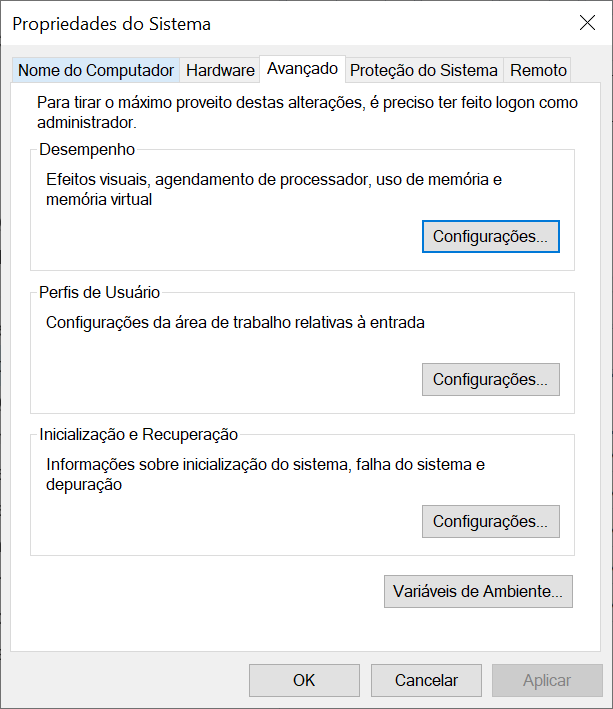 Propriedades do Sistema
Nome do Computador Hardware Avançado Proteção do Sistema Remoto
Para tirar o máximo proveito destas alterações, é preciso ter feito logon como
administrador.
Desempenho
Efeitos visuais, agendamento de processador, uso de memória e
memória virtual
Configurações...
Perfis de Usuário
Configurações da área de trabalho relativas à entrada
Configurações...
Inicialização e Recuperação
Informações sobre inicialização do sistema, falha do sistema e
depuração
Configurações...
Variáveis de Ambiente...
OK Cancelar Aplicar